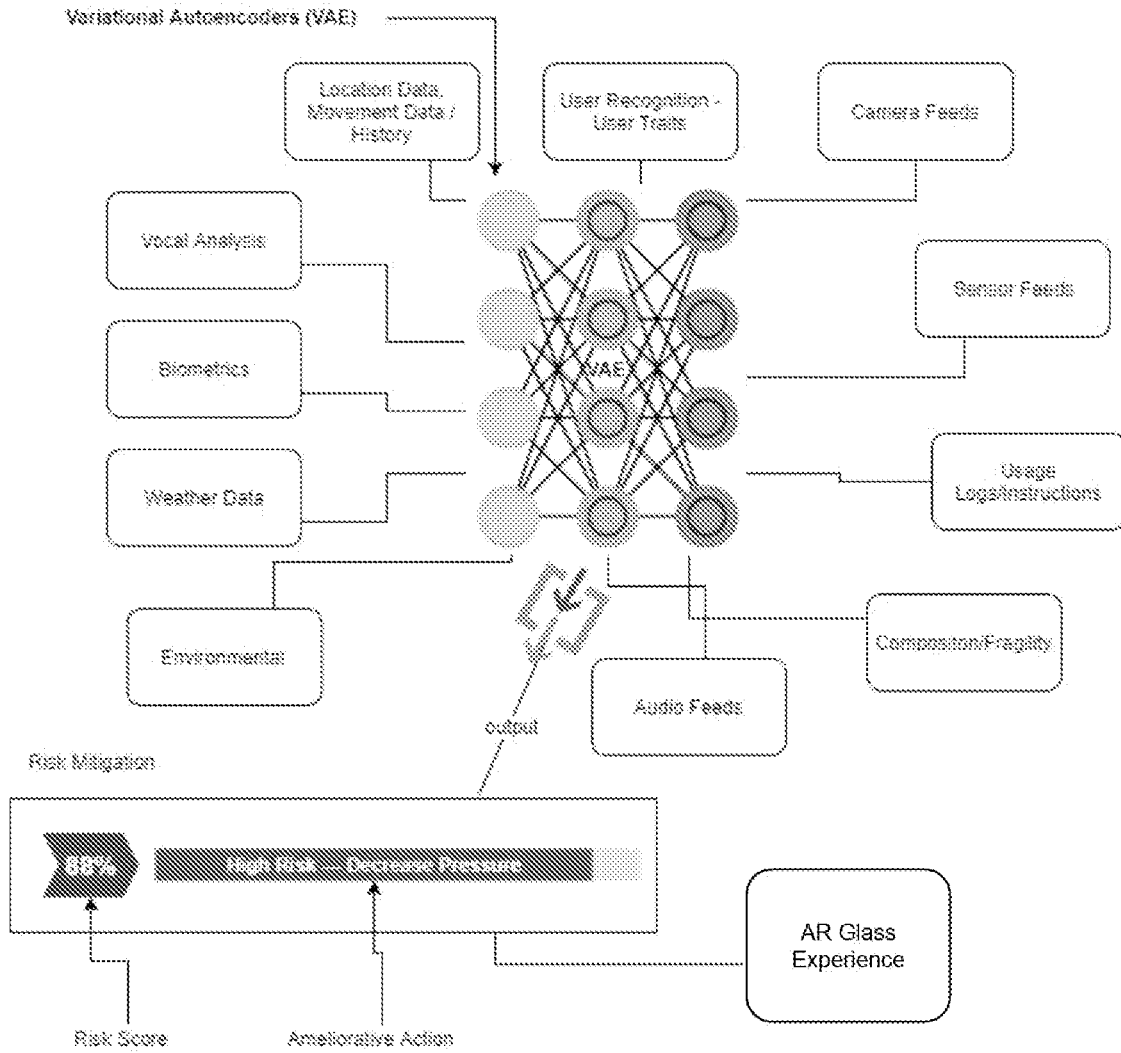 Variational Autoencoders (VAE)
Location Data,
Movement Data /
History
User Recognition -
User Traits
Camera Feeds
Vocal Analysis
Sensor Feeds
Biometrics
VAE
Weather Data
Usage
Logs/Instructions
Environmental
Compositon/Fragility
Audio Feeds
output
Risk Mitigation
High Risk — Decrease Pressure
AR Glass
Experience
Risk Score
Ameliorative Action